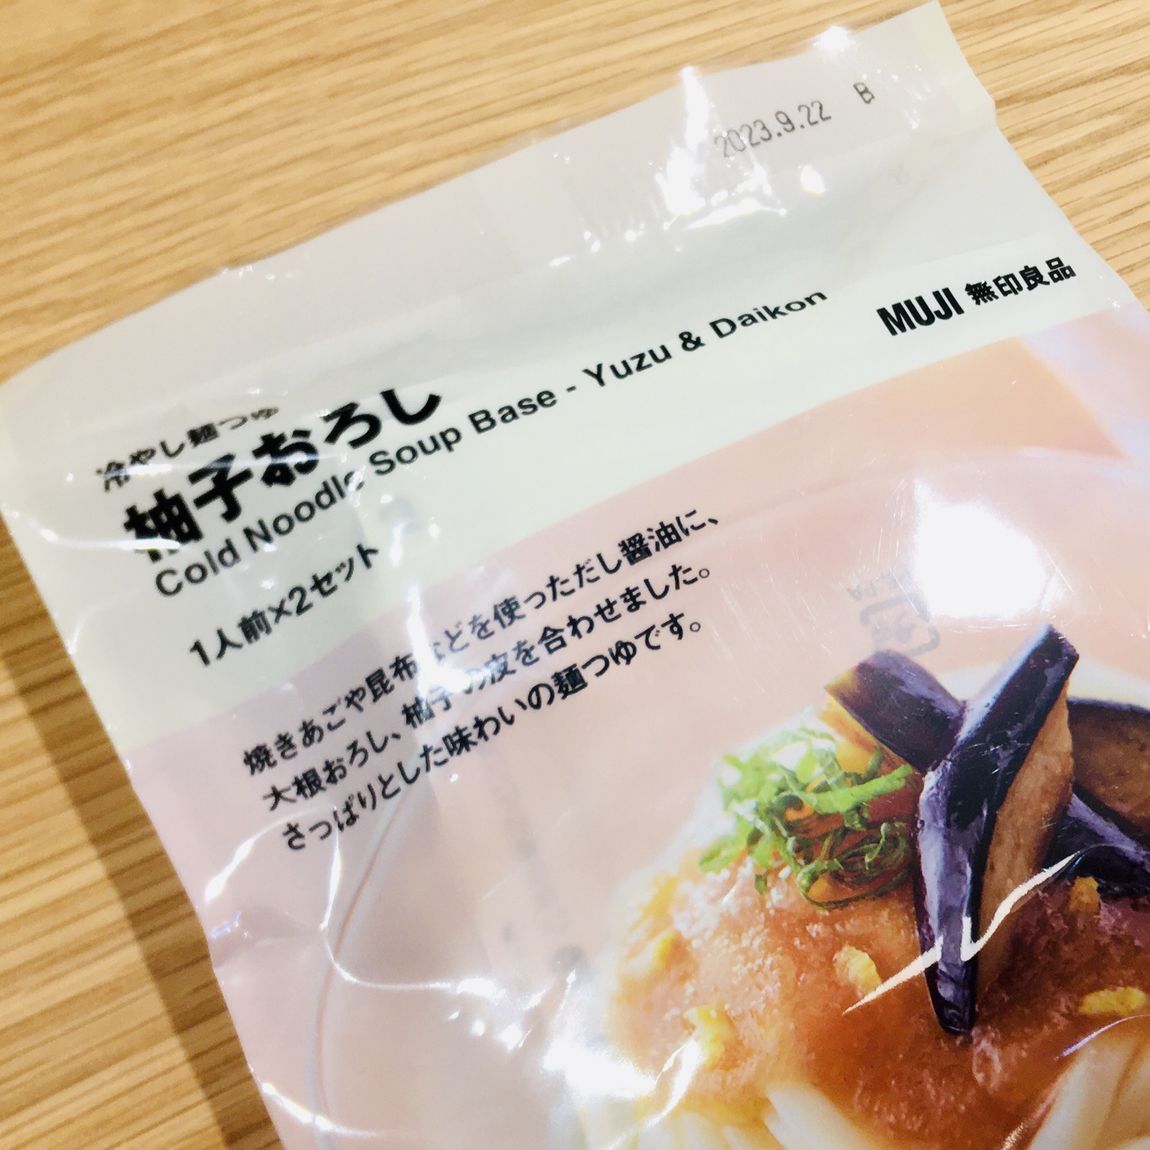 2023.9.22 B
MUJI 無印良品
冷やし麺つゆ
柚子おろし
Cold Noodle Soup Base - Yuzu & Daikon
1人前×2セット
焼きあごや昆布などを使っただし醤油に、
大根おろし、柚子の皮を合わせました。
さっぱりとした味わいの麺つゆです。